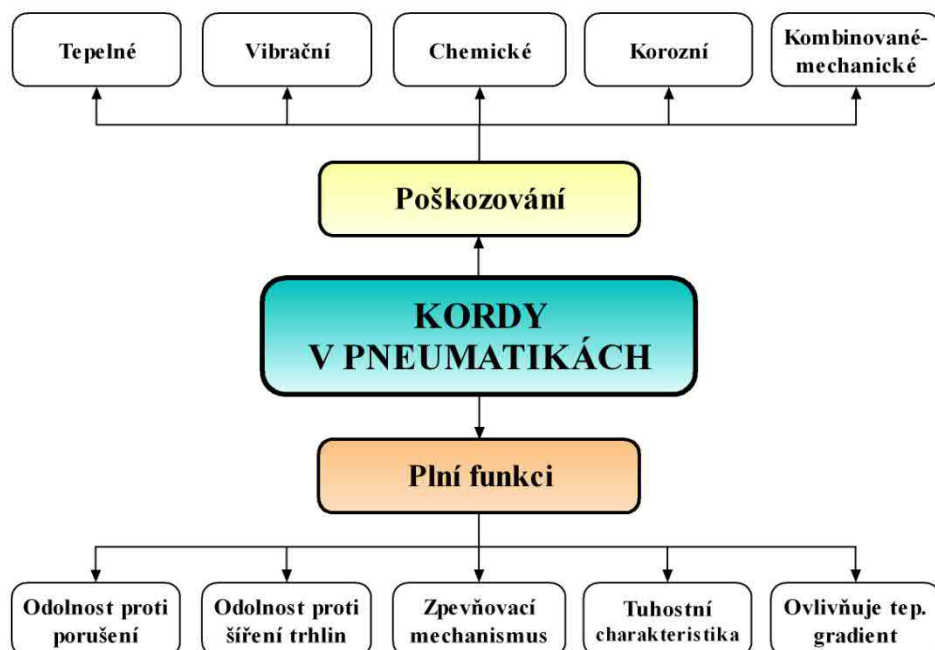 Tepelné
Vibrační
Chemické
Korozní
Kombinované-
mechanické
Poškozování
KORDY
V PNEUMATIKÁCH
Plní funkci
Odolnost proti
porušení
Odolnost proti
šíření trhlin
Zpevňovací
mechanismus
Tuhostní
charakteristika
Ovlivňuje tep.
gradient